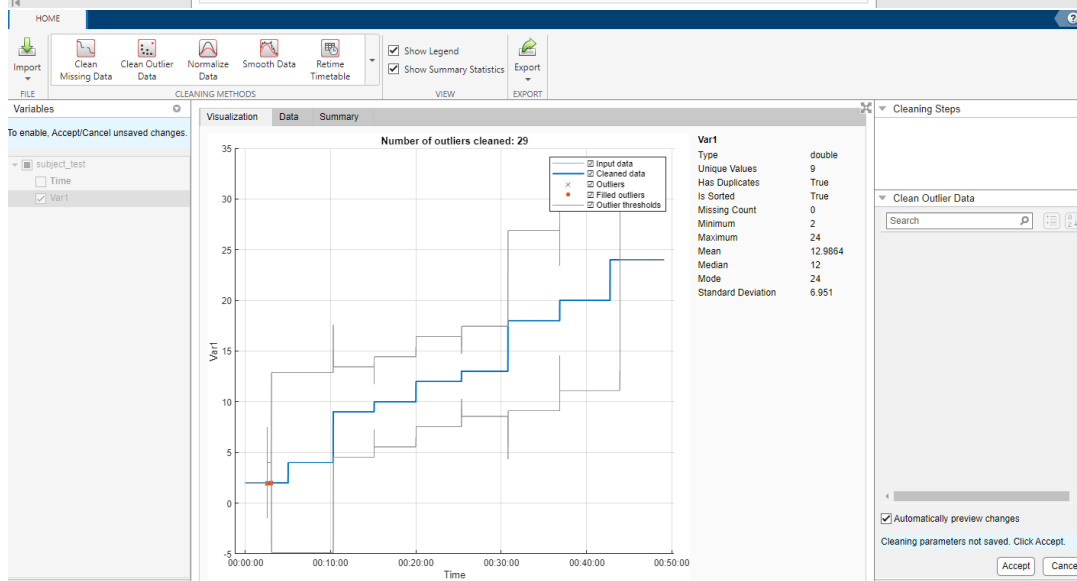 HOME
?
Import
Clean
Missing Data
Clean Outlier
Data
Normalize
Data
Smooth Data
Retime
Timetable
Show Legend
Show Summary Statistics
Export
FILE
CLEANING METHODS
VIEW
EXPORT
Variables
To enable, Accept/Cancel unsaved changes.
subject_test
Time
Var1
Visualization Data Summary
Number of outliers cleaned: 29
35
30
25
20
15
10
5
0
-5
Var1
Input data
Cleaned data
Outliers
Filled outliers
Outlier thresholds
00:00:00 00:10:00 00:20:00 00:30:00 00:40:00 00:50:00
Time
Var1
Type double
Unique Values 9
Has Duplicates True
Is Sorted True
Missing Count 0
Minimum 2
Maximum 24
Mean 12.9864
Median 12
Mode 24
Standard Deviation 6.951
Cleaning Steps
Clean Outlier Data
Search
Automatically preview changes
Cleaning parameters not saved. Click Accept.
Accept Cance